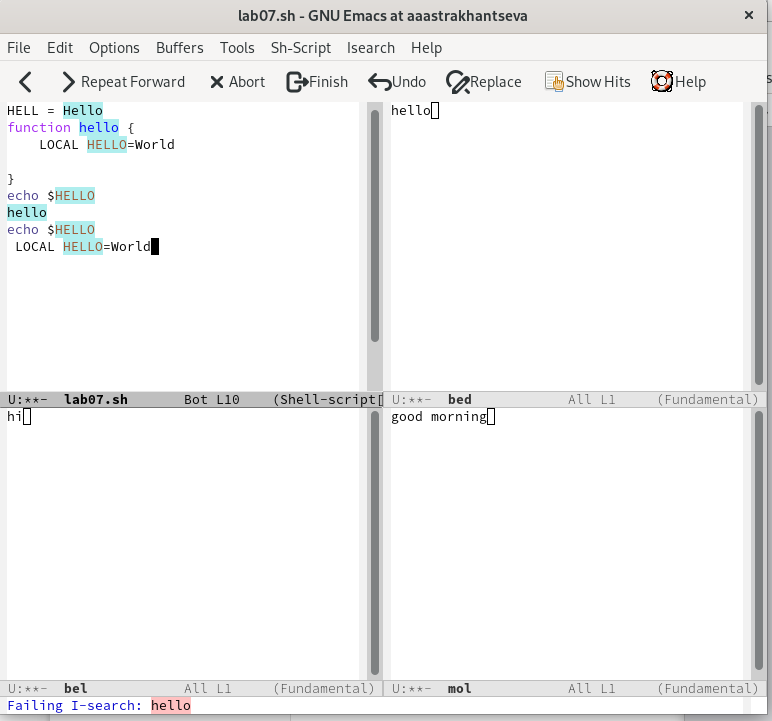 lab07.sh - GNU Emacs at aaastrakhantseva
File Edit Options Buffers Tools Sh-Script Isearch Help
Repeat Forward Abort Finish Undo Replace Show Hits Help
HELL = Hello
function hello {
    LOCAL HELLO=World
}
echo $HELLO
hello
echo $HELLO
 LOCAL HELLO=World
U:**- lab07.sh Bot L10 (Shell-script[
hello
U:**- bed All L1 (Fundamental)
hi
U:**- bel All L1 (Fundamental)
good morning
U:**- mol All L1 (Fundamental)
Failing I-search: hello